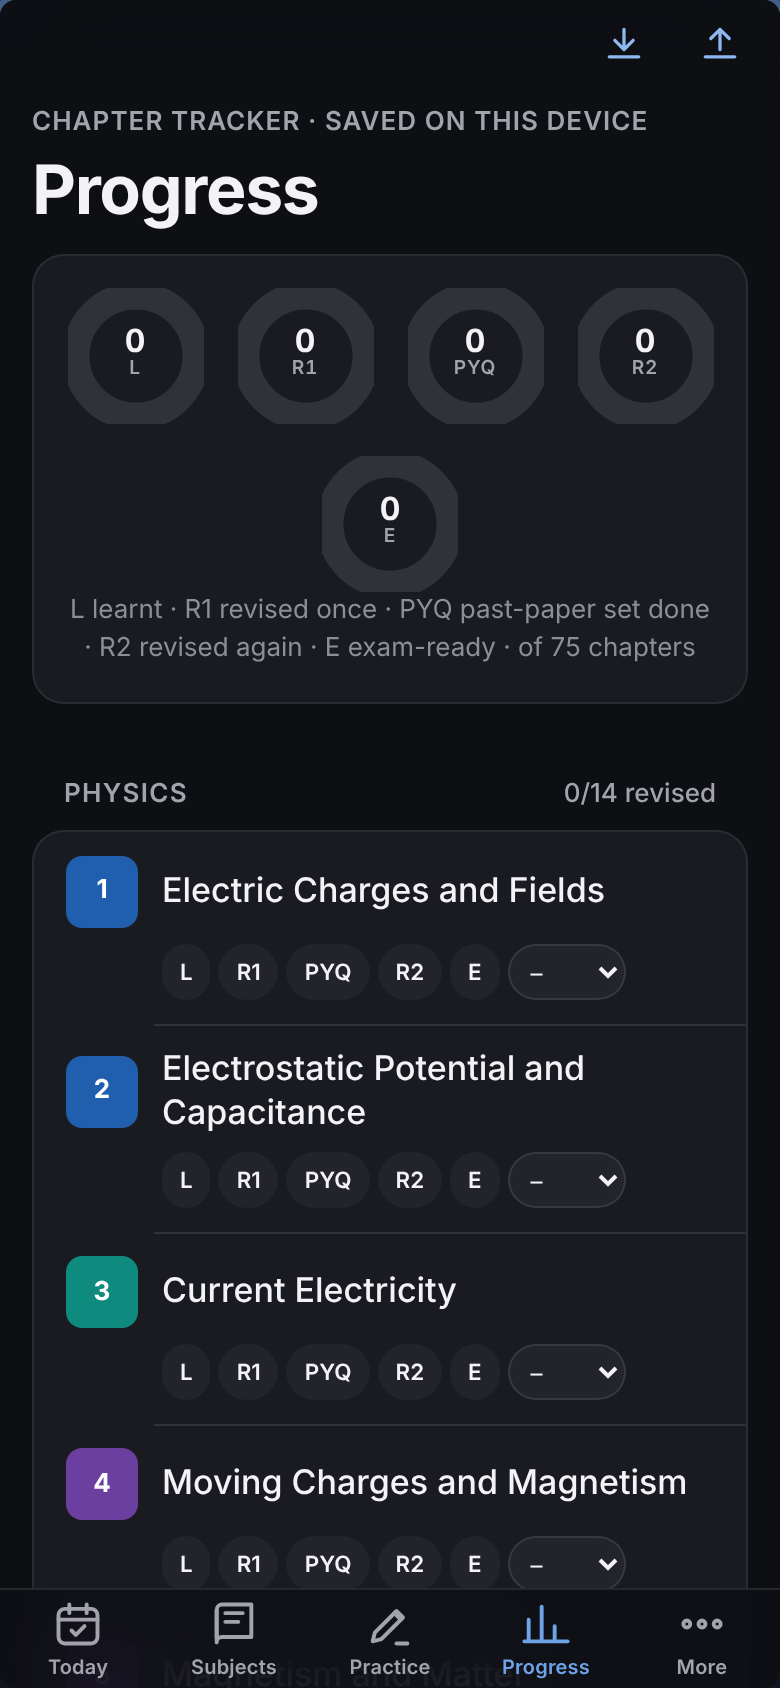 CHAPTER TRACKER · SAVED ON THIS DEVICE
Progress
0 0 0 0
L R1 PYQ R2
0
E
L learnt · R1 revised once · PYQ past-paper set done
· R2 revised again · E exam-ready · of 75 chapters
PHYSICS 0/14 revised
1 Electric Charges and Fields
L R1 PYQ R2 E –
2 Electrostatic Potential and
Capacitance
L R1 PYQ R2 E –
3 Current Electricity
L R1 PYQ R2 E –
4 Moving Charges and Magnetism
L R1 PYQ R2 E –
Magnetism and Matter
Today Subjects Practice Progress More